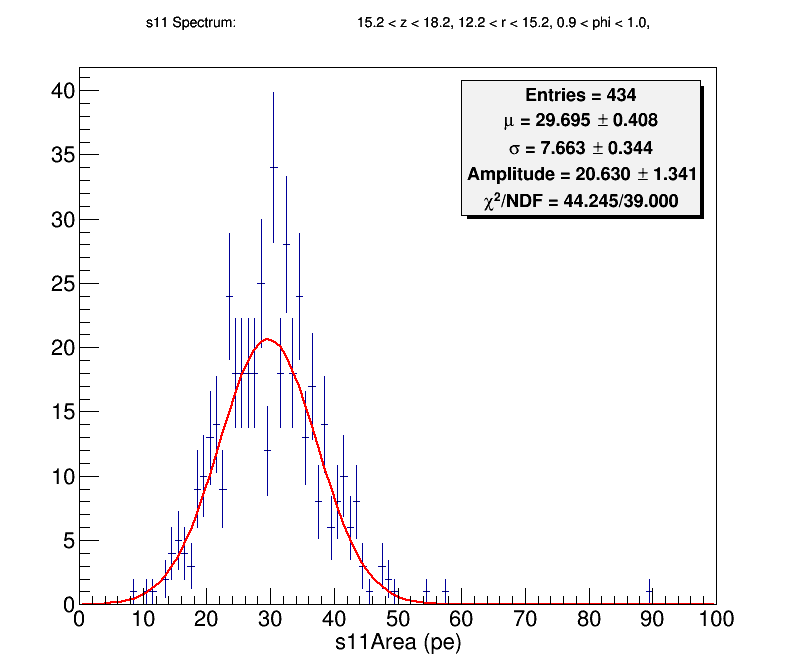 s11 Spectrum: 15.2 < z < 18.2, 12.2 < r < 15.2, 0.9 < phi < 1.0,
Entries = 434
μ = 29.695 ± 0.408
σ = 7.663 ± 0.344
Amplitude = 20.630 ± 1.341
χ²/NDF = 44.245/39.000
40
35
30
25
20
15
10
5
0
0 10 20 30 40 50 60 70 80 90 100
s11Area (pe)